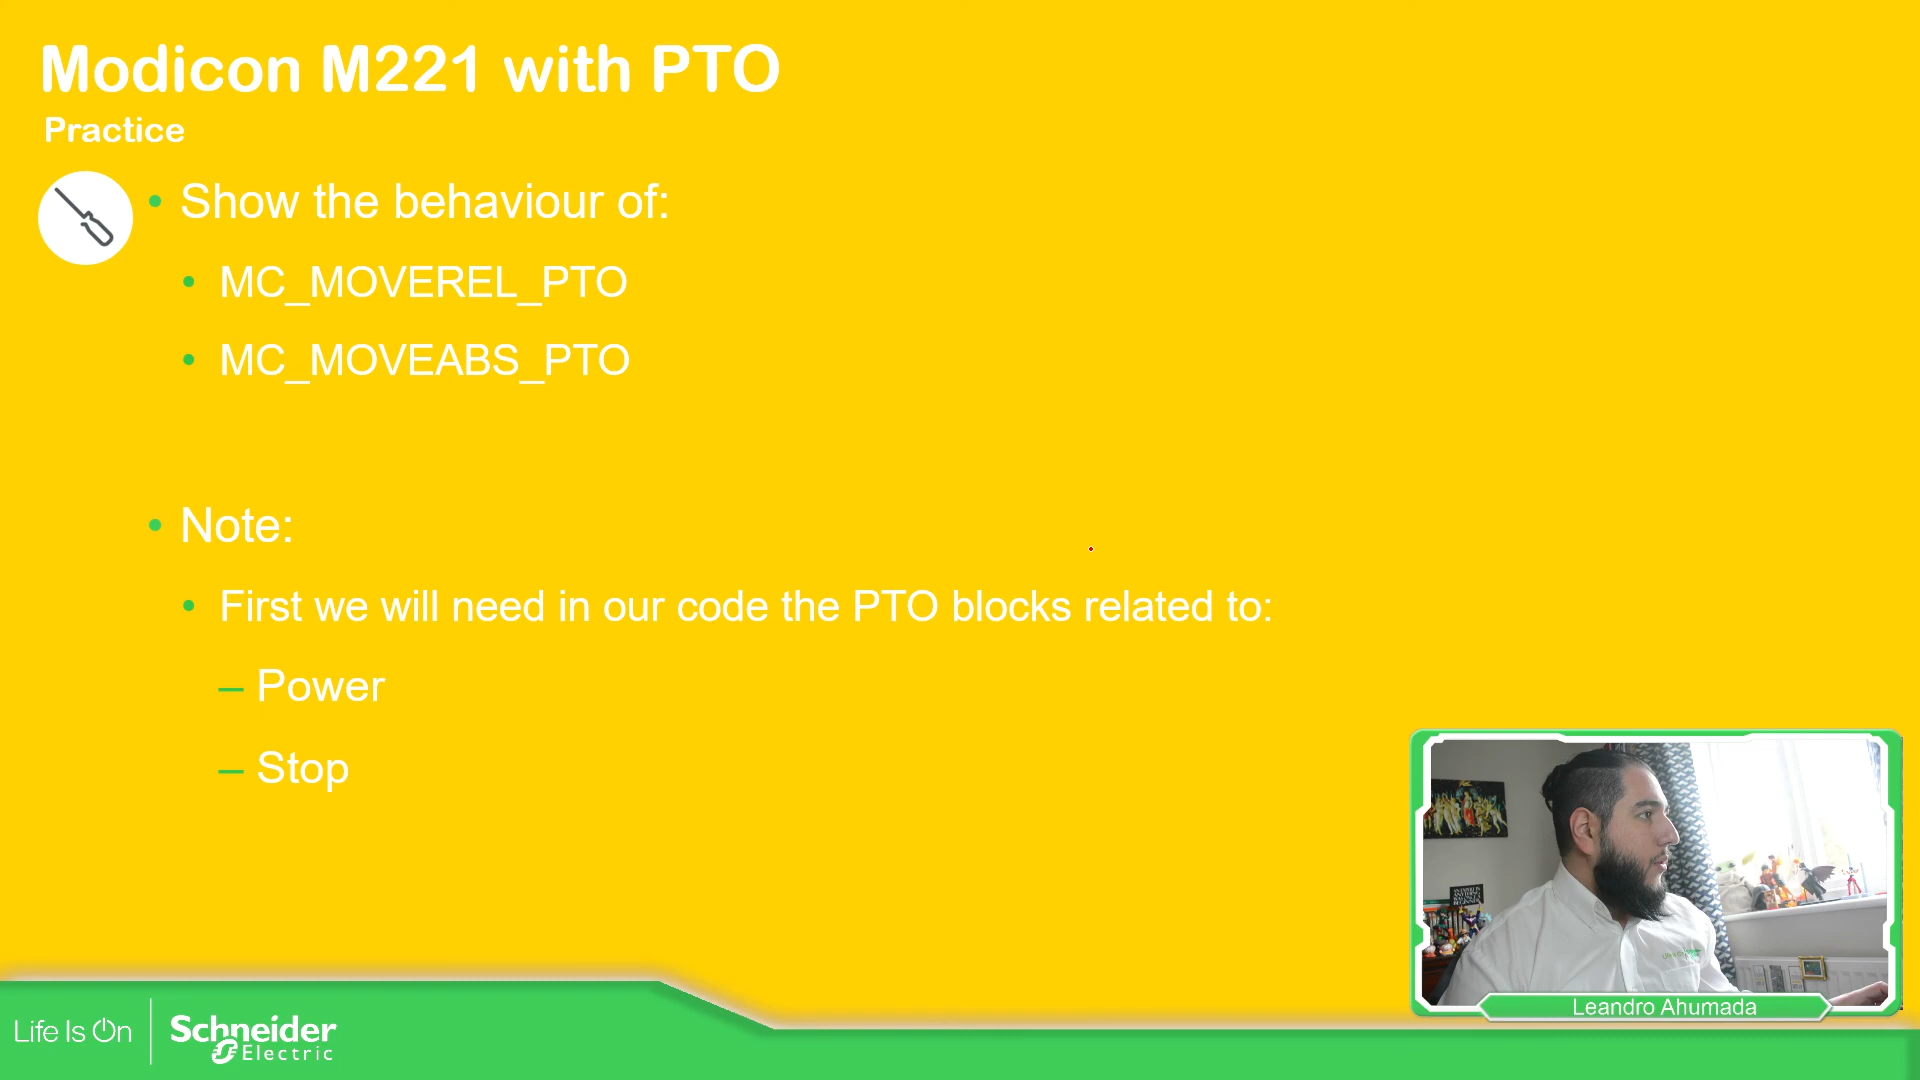 Modicon M221 with PTO
Practice
• Show the behaviour of:
• MC_MOVEREL_PTO
• MC_MOVEABS_PTO
• Note:
• First we will need in our code the PTO blocks related to:
– Power
– Stop
Leandro Ahumada
Life Is On
Schneider
Electric